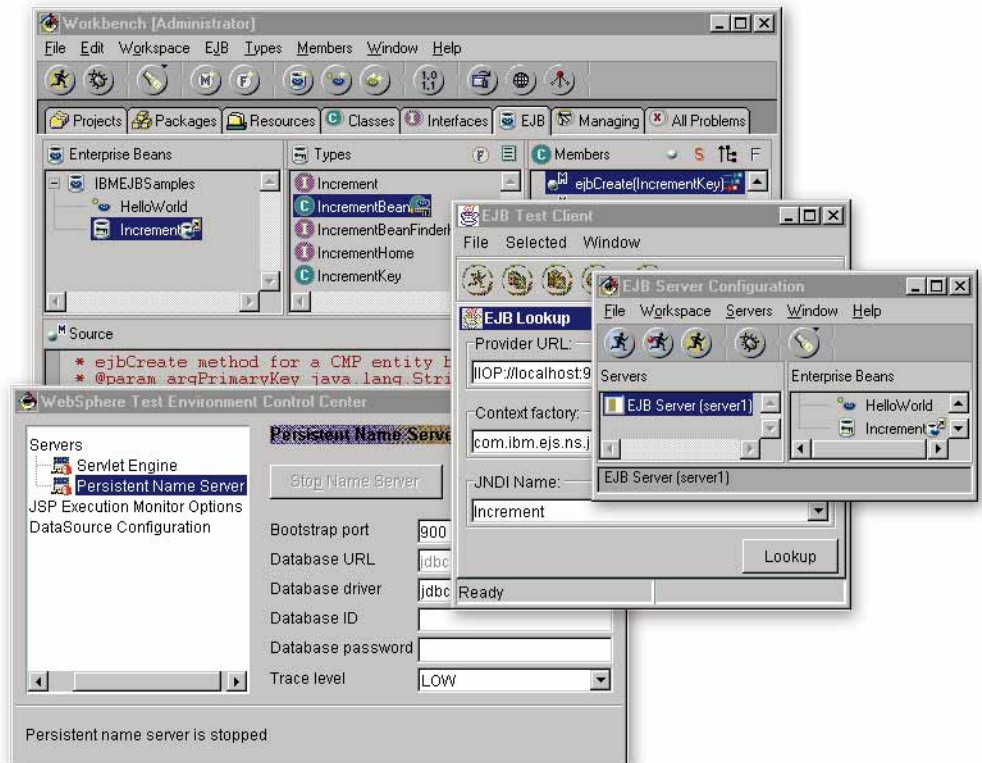 Workbench [Administrator]
File Edit Workspace EJB Types Members Window Help
M F 1.0 1.1
Projects Packages Resources Classes Interfaces EJB Managing All Problems
Enterprise Beans
IBMEJBSamples
HelloWorld
Increment
Types F
I Increment
C IncrementBean
I IncrementBeanFinderH
I IncrementHome
C IncrementKey
C Members S F
M ejbCreate(IncrementKey)
M Source
* ejbCreate method for a CMP entity b
* @param argPrimaryKey java.lang.Stri
EJB Test Client
File Selected Window
EJB Lookup
Provider URL:
IIOP://localhost:9
Context factory:
com.ibm.ejs.ns.j
JNDI Name:
Increment
Lookup
Ready
EJB Server Configuration
File Workspace Servers Window Help
Servers
EJB Server (server1)
Enterprise Beans
HelloWorld
Increment
EJB Server (server1)
WebSphere Test Environment Control Center
Servers
Servlet Engine
Persistent Name Server
JSP Execution Monitor Options
DataSource Configuration
Persistent Name Serve
Stop Name Server
Bootstrap port 900
Database URL jdbc
Database driver jdbc
Database ID
Database password
Trace level LOW
Persistent name server is stopped